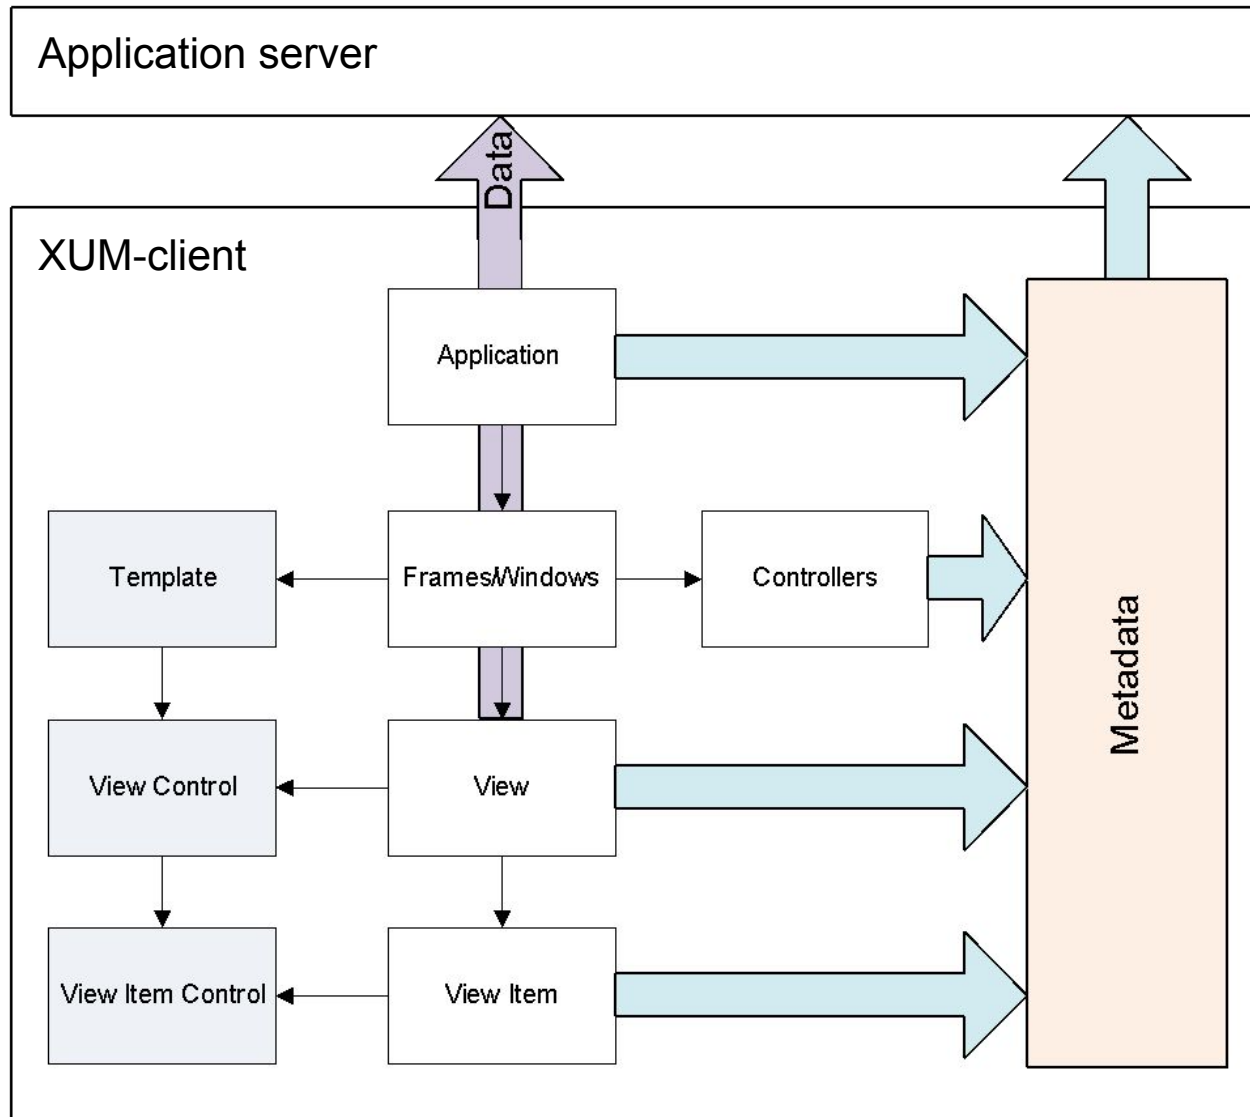 Application server
Data
XUM-client
Application
Template
Frames/Windows
Controllers
Metadata
View Control
View
View Item Control
View Item